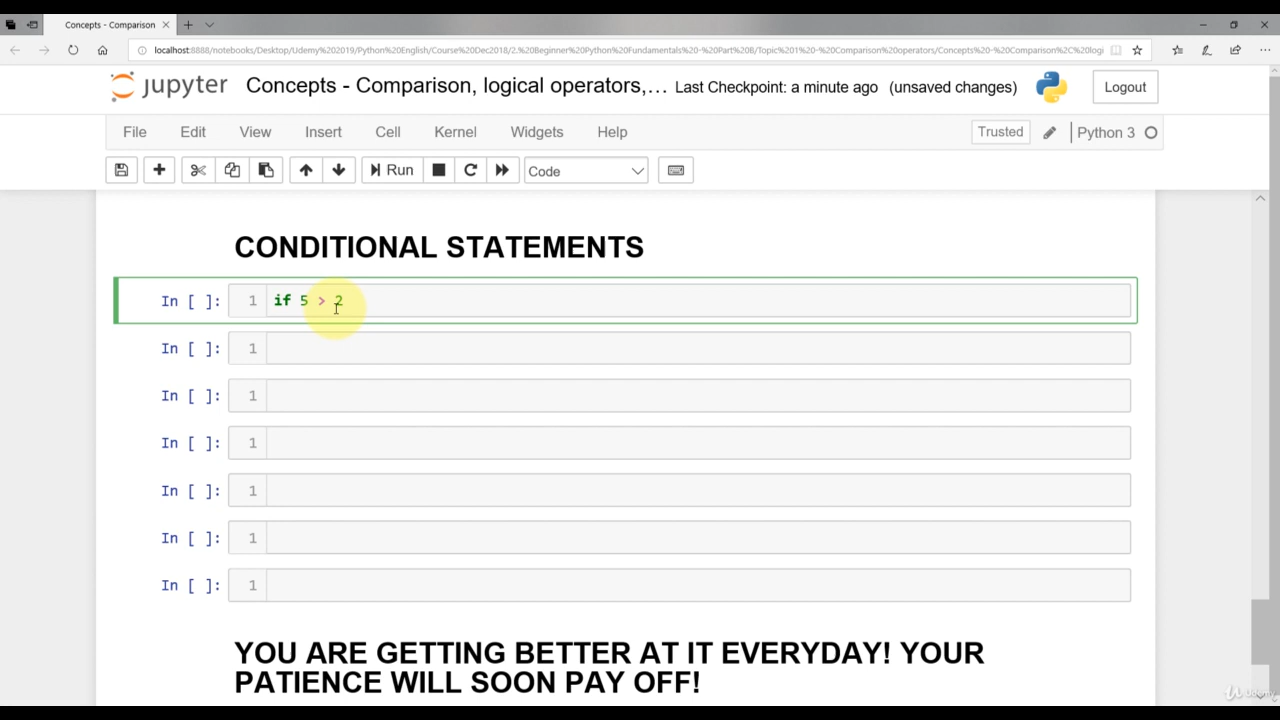 Concepts - Comparison
localhost:8888/notebooks/Desktop/Udemy%202019/Python%20English/Course%20Dec2018/2.%20Beginner%20Python%20Fundamentals%20-%20Part%20B/Topic%201%20-%20Comparison%20operators/Concepts%20-%20Comparison%2C%20logi
jupyter Concepts - Comparison, logical operators,... Last Checkpoint: a minute ago (unsaved changes) Logout
File Edit View Insert Cell Kernel Widgets Help Trusted Python 3
Run Code
CONDITIONAL STATEMENTS
In [ ]: 1 if 5 > 2
In [ ]: 1
In [ ]: 1
In [ ]: 1
In [ ]: 1
In [ ]: 1
In [ ]: 1
YOU ARE GETTING BETTER AT IT EVERYDAY! YOUR
PATIENCE WILL SOON PAY OFF!
Udemy